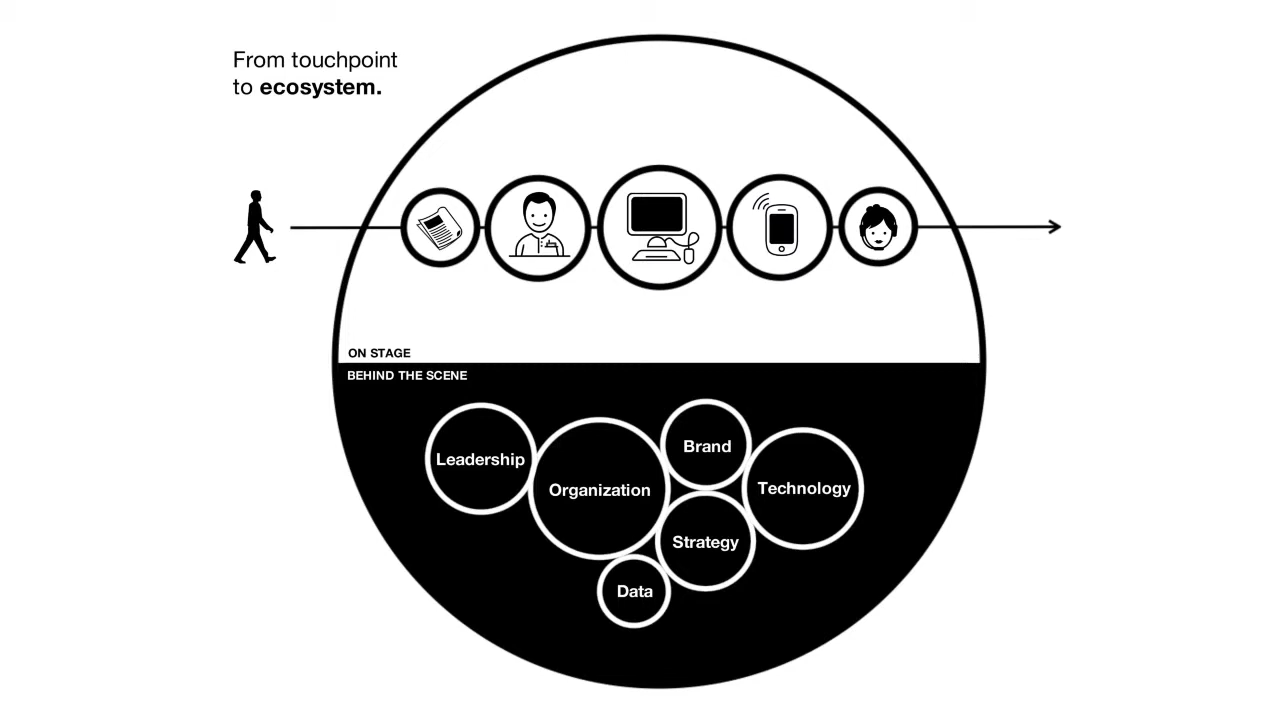 From touchpoint
to ecosystem.
ON STAGE
BEHIND THE SCENE
Leadership
Organization
Brand
Technology
Strategy
Data